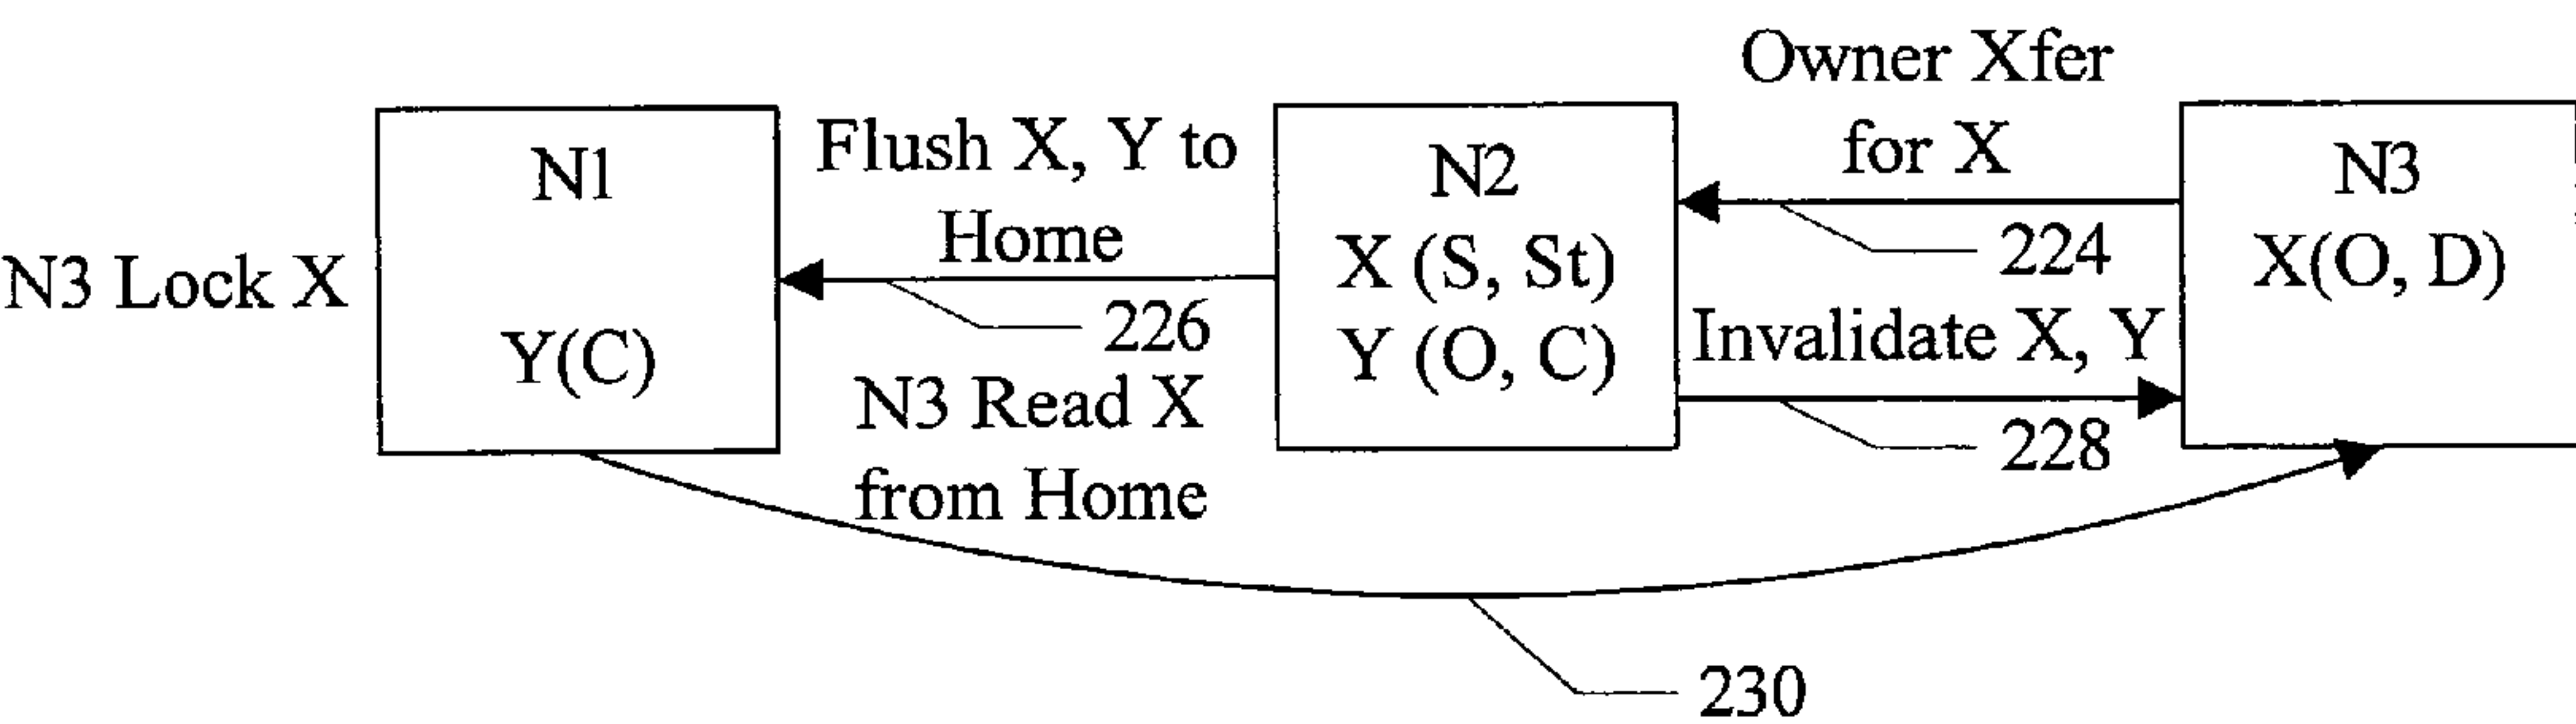 N3 Lock X
N1
Y(C)
Flush X, Y to
Home
226
N3 Read X
from Home
N2
X (S, St)
Y (O, C)
Owner Xfer
for X
224
Invalidate X, Y
228
N3
X(O, D)
230